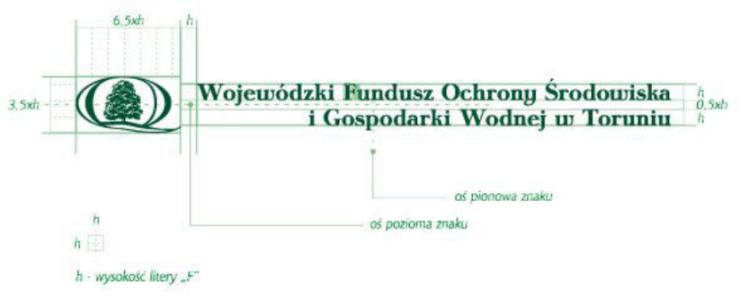 6.5xh
h
3,5xh
Wojewódzki Fundusz Ochrony Środowiska
i Gospodarki Wodnej w Toruniu
h
0,5xh
h
oś pionowa znaku
oś pozioma znaku
h
h
h - wysokość litery „F”